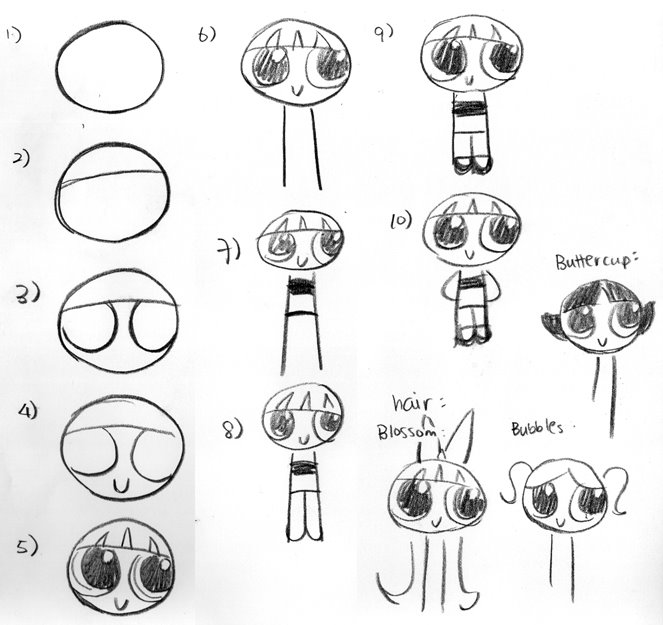 1)
2)
3)
4)
5)
6)
7)
8)
9)
10)
Buttercup:
hair:
Blossom:
Bubbles.